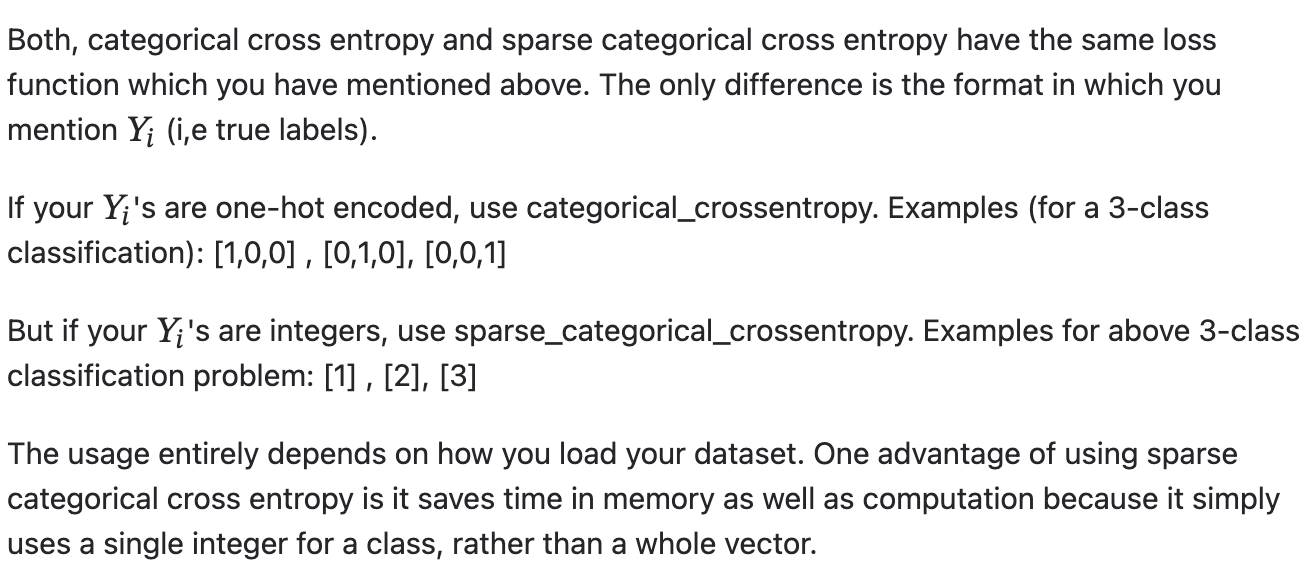 Both, categorical cross entropy and sparse categorical cross entropy have the same loss
function which you have mentioned above. The only difference is the format in which you
mention Yᵢ (i,e true labels).
If your Yᵢ's are one-hot encoded, use categorical_crossentropy. Examples (for a 3-class
classification): [1,0,0] , [0,1,0], [0,0,1]
But if your Yᵢ's are integers, use sparse_categorical_crossentropy. Examples for above 3-class
classification problem: [1] , [2], [3]
The usage entirely depends on how you load your dataset. One advantage of using sparse
categorical cross entropy is it saves time in memory as well as computation because it simply
uses a single integer for a class, rather than a whole vector.